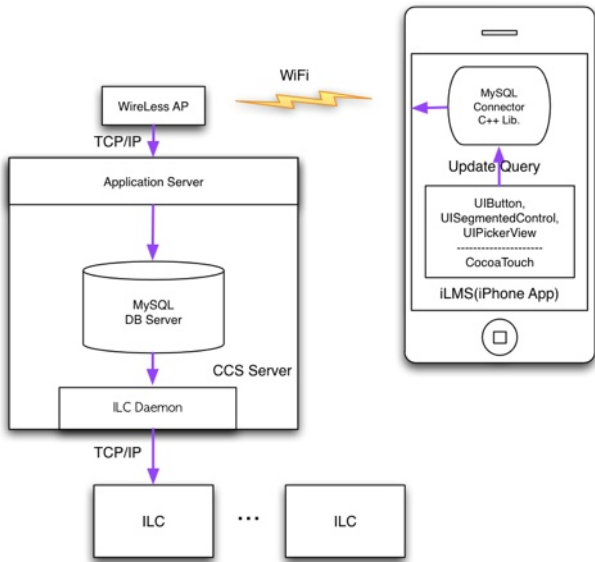 WiFi
WireLess AP
TCP/IP
Application Server
MySQL
DB Server
CCS Server
ILC Daemon
TCP/IP
ILC
...
ILC
MySQL
Connector
C++ Lib.
Update Query
UIButton,
UISegmentedControl,
UIPickerView
---------------------
CocoaTouch
iLMS(iPhone App)